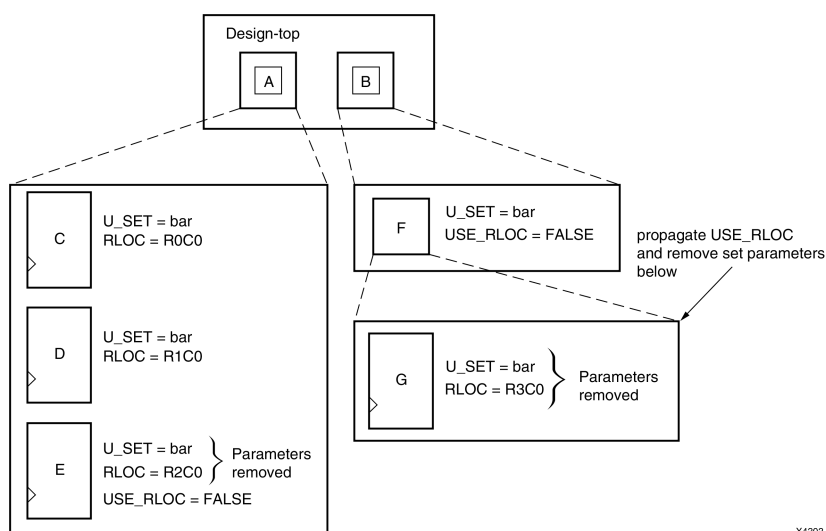 Design-top
A
B
C
U_SET = bar
RLOC = R0C0
D
U_SET = bar
RLOC = R1C0
E
U_SET = bar
RLOC = R2C0
Parameters
removed
USE_RLOC = FALSE
F
U_SET = bar
USE_RLOC = FALSE
propagate USE_RLOC
and remove set parameters
below
G
U_SET = bar
RLOC = R3C0
Parameters
removed